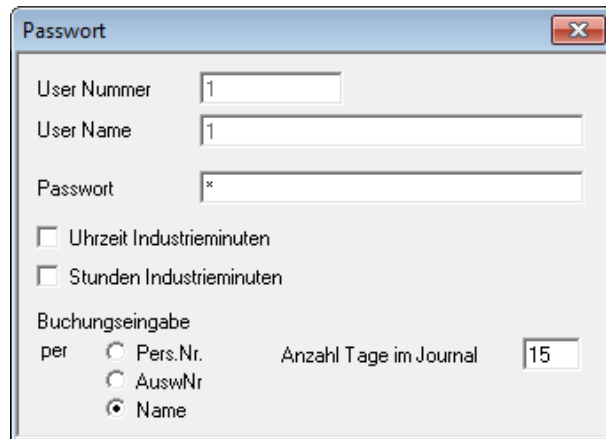 Passwort
User Nummer 1
User Name 1
Passwort *
Uhrzeit Industrieminuten
Stunden Industrieminuten
Buchungseingabe
per Pers.Nr. Anzahl Tage im Journal 15
AuswNr
Name